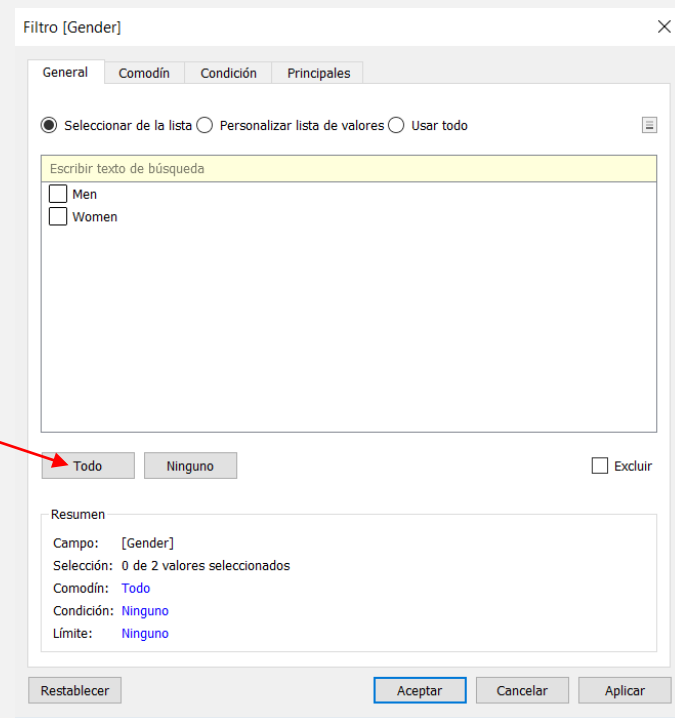 Filtro [Gender]
General Comodín Condición Principales
Seleccionar de la lista Personalizar lista de valores Usar todo
Escribir texto de búsqueda
Men
Women
Todo Ninguno Excluir
Resumen
Campo: [Gender]
Selección: 0 de 2 valores seleccionados
Comodín: Todo
Condición: Ninguno
Límite: Ninguno
Restablecer Aceptar Cancelar Aplicar